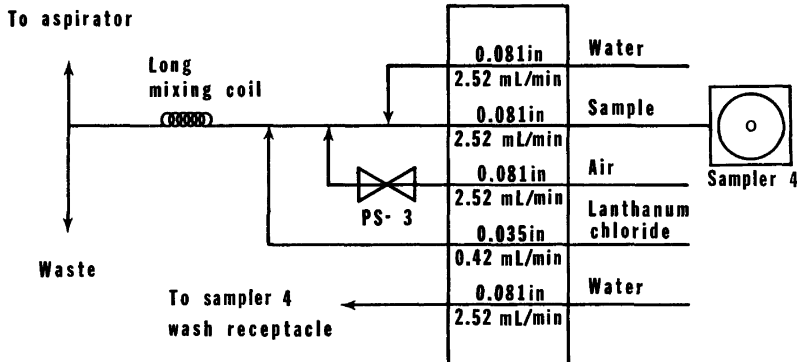 To aspirator
Long
mixing coil
0.081in
Water
2.52 mL/min
0.081in
Sample
2.52 mL/min
Sampler 4
0.081in
Air
2.52 mL/min
PS- 3
Lanthanum
chloride
0.035in
0.42 mL/min
Waste
To sampler 4
wash receptacle
0.081in
Water
2.52 mL/min